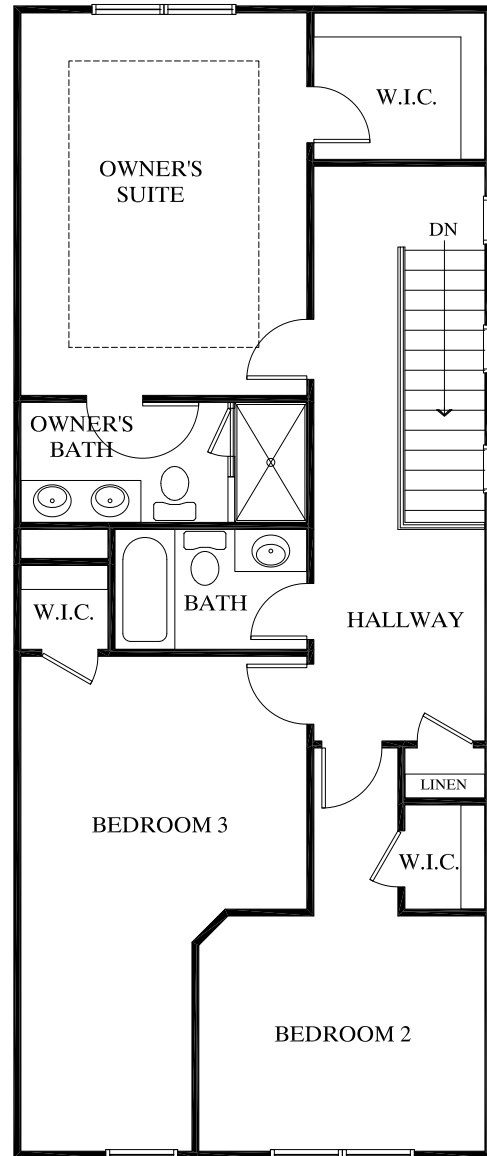 W.I.C.
OWNER'S
SUITE
DN
OWNER'S
BATH
W.I.C.
BATH
HALLWAY
LINEN
BEDROOM 3
W.I.C.
BEDROOM 2